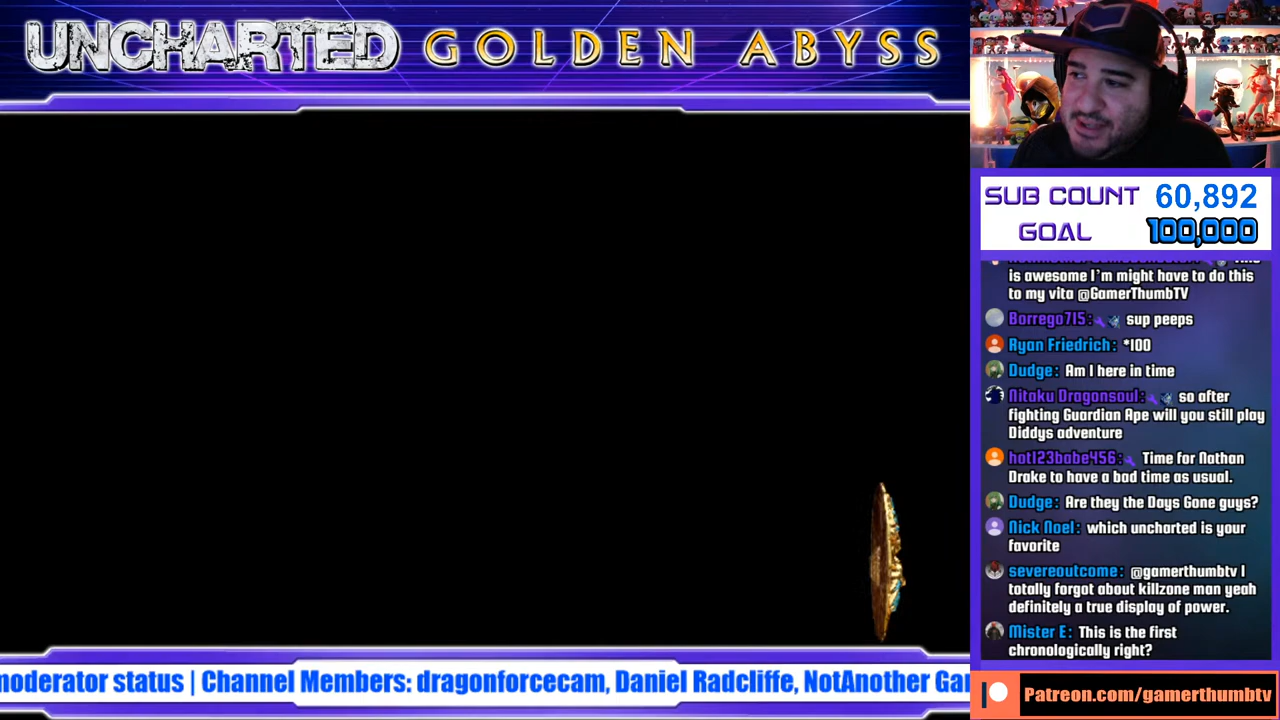 UNCHARTED GOLDEN ABYSS
SUB COUNT 60,892
GOAL 100,000
is awesome I'm might have to do this
to my vita @GamerThumbTV
Borrego715: sup peeps
Ryan Friedrich: *100
Dudge: Am I here in time
Nitaku Dragonsoul: so after
fighting Guardian Ape will you still play
Diddys adventure
hat123babe456: Time for Nathan
Drake to have a bad time as usual.
Dudge: Are they the Days Gone guys?
Nick Noel: which uncharted is your
favorite
severeoutcome: @gamerthumbtv I
totally forgot about killzone man yeah
definitely a true display of power.
Mister E: This is the first
chronologically right?
moderator status | Channel Members: dragonforcecam, Daniel Radcliffe, NotAnother Ga
Patreon.com/gamerthumbtv